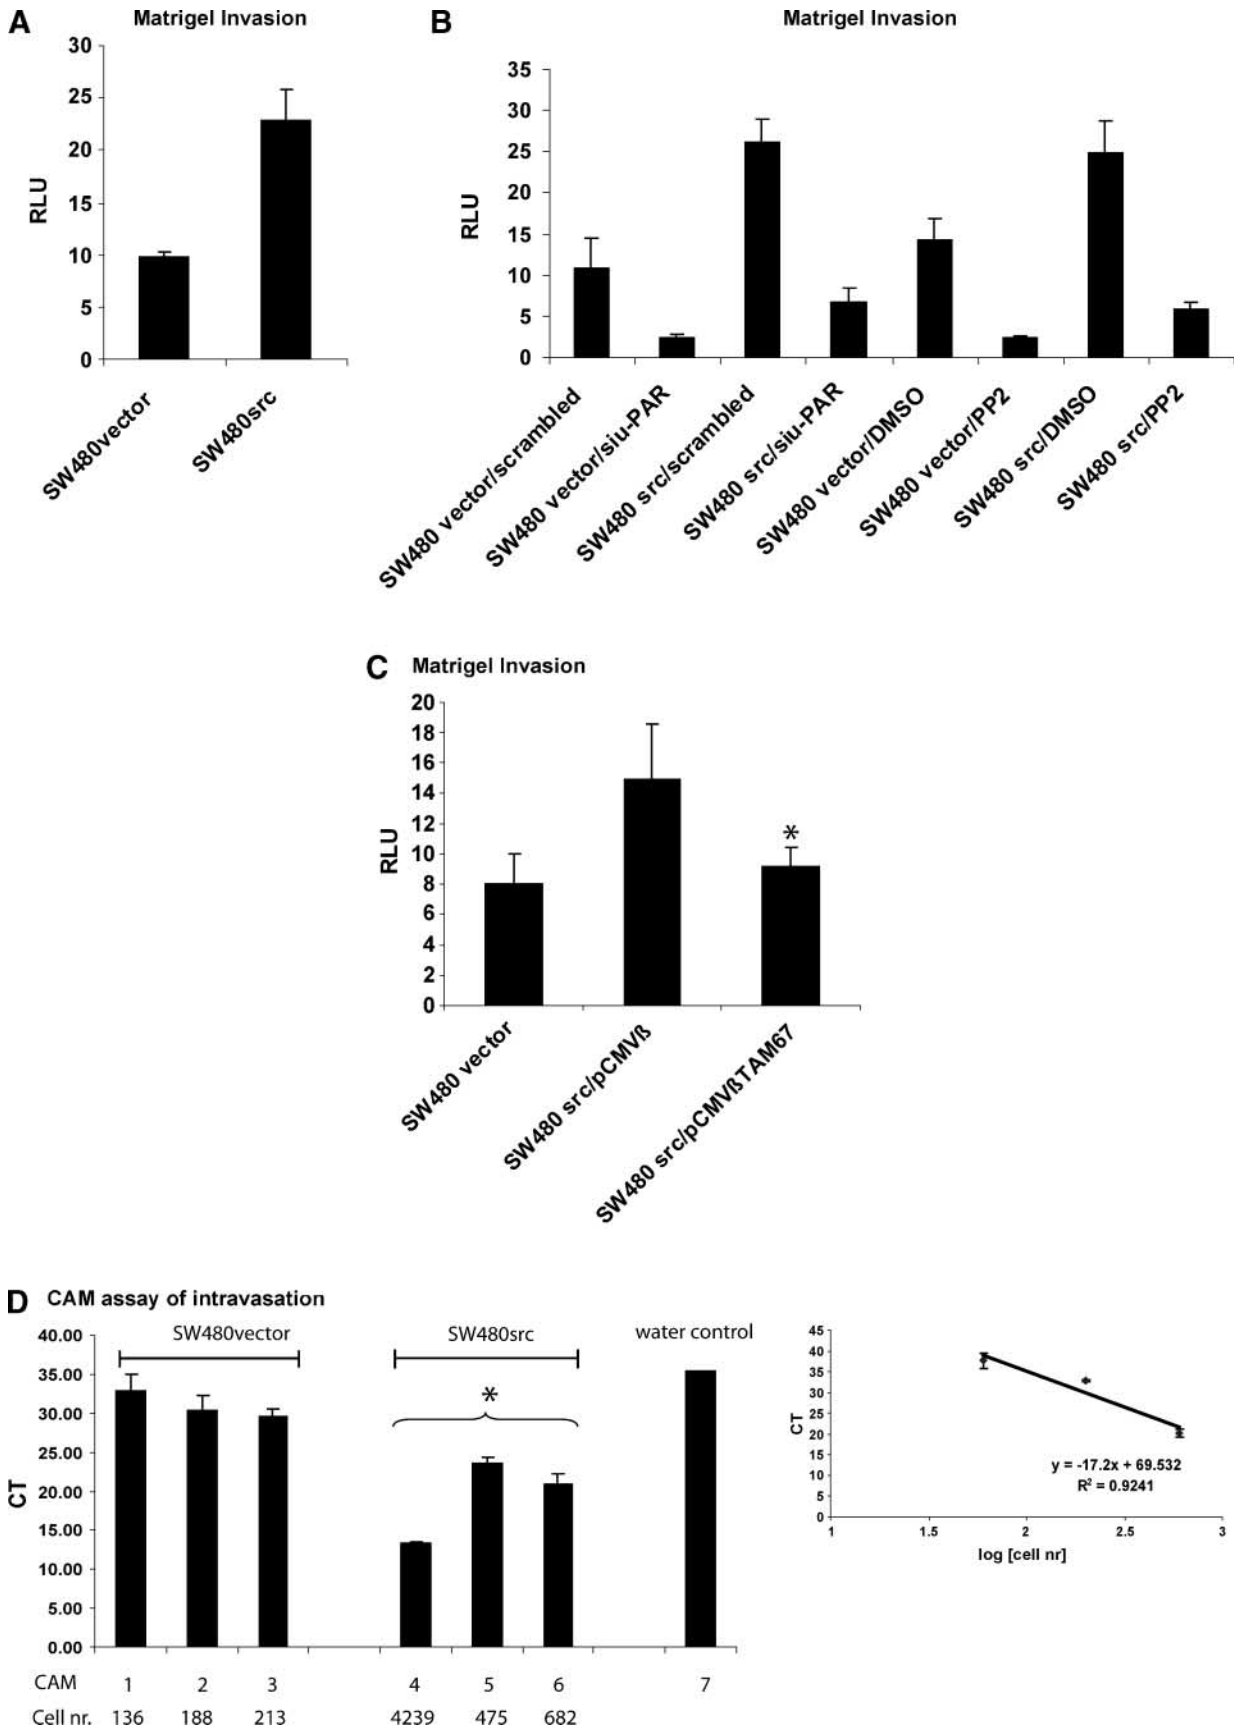 A Matrigel Invasion
30
25
20
15
10
5
0
RLU
SW480vector
SW480src
B Matrigel Invasion
35
30
25
20
15
10
5
0
RLU
SW480 vector/scrambled
SW480 vector/siu-PAR
SW480 src/scrambled
SW480 src/siu-PAR
SW480 vector/DMSO
SW480 vector/PP2
SW480 src/DMSO
SW480 src/PP2
C Matrigel Invasion
20
18
16
14
12
10
8
6
4
2
0
RLU
*
SW480 vector
SW480 src/pCMVß
SW480 src/pCMVßTAM67
D CAM assay of intravasation
40.00
35.00
30.00
25.00
20.00
15.00
10.00
5.00
0.00
CT
SW480vector
SW480src
water control
*
CAM 1 2 3 4 5 6 7
Cell nr. 136 188 213 4239 475 682
45
40
35
30
25
20
15
10
5
0
CT
y = -17.2x + 69.532
R² = 0.9241
1 1.5 2 2.5 3
log [cell nr]